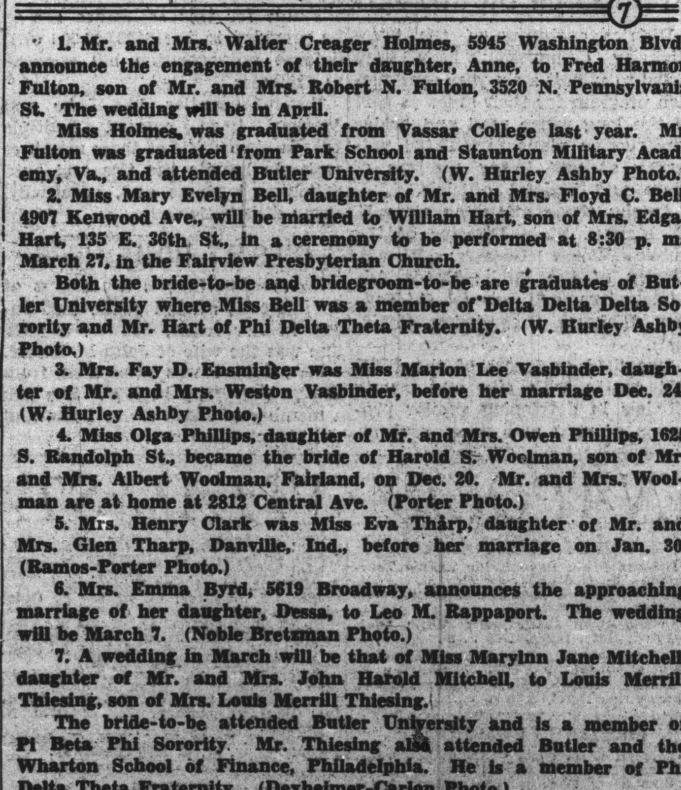 7
1. Mr. and Mrs. Walter Creager Holmes, 5945 Washington Blvd
announce the engagement of their daughter, Anne, to Fred Harmo
Fulton, son of Mr. and Mrs. Robert N. Fulton, 3520 N. Pennsylvani
St. The wedding will be in April.
Miss Holmes, was graduated from Vassar College last year. Mr
Fulton was graduated from Park School and Staunton Military Acad
emy, Va., and attended Butler University. (W. Hurley Ashby Photo.
2. Miss Mary Evelyn Bell, daughter of Mr. and Mrs. Floyd C. Bell
4907 Kenwood Ave., will be married to William Hart, son of Mrs. Edga
Hart, 135 E. 36th St., in a ceremony to be performed at 8:30 p. m
March 27, in the Fairview Presbyterian Church.
Both the bride-to-be and bridegroom-to-be are graduates of But-
ler University where Miss Bell was a member of Delta Delta Delta So
rority and Mr. Hart of Phi Delta Theta Fraternity. (W. Hurley Ashby
Photo.)
3. Mrs. Fay D. Ensminger was Miss Marion Lee Vasbinder, daugh-
ter of Mr. and Mrs. Weston Vasbinder, before her marriage Dec. 24
(W. Hurley Ashby Photo.)
4. Miss Olga Phillips, daughter of Mr. and Mrs. Owen Phillips, 162
S. Randolph St., became the bride of Harold S. Woolman, son of Mr
and Mrs. Albert Woolman, Fairland, on Dec. 20. Mr. and Mrs. Wool-
man are at home at 2812 Central Ave. (Porter Photo.)
5. Mrs. Henry Clark was Miss Eva Tharp, daughter of Mr. and
Mrs. Glen Tharp, Danville, Ind., before her marriage on Jan. 30
(Ramos-Porter Photo.)
6. Mrs. Emma Byrd, 5619 Broadway, announces the approaching
marriage of her daughter, Dessa, to Leo M. Rappaport. The wedding
will be March 7. (Noble Bretzman Photo.)
7. A wedding in March will be that of Miss Marylnn Jane Mitchell
daughter of Mr. and Mrs. John Harold Mitchell, to Louis Merrill
Thiesing, son of Mrs. Louis Merrill Thiesing.
The bride-to-be attended Butler University and is a member o
Pi Beta Phi Sorority. Mr. Thiesing also attended Butler and the
Wharton School of Finance, Philadelphia. He is a member of Ph
Delta Theta Fraternity. (Dexheimer-Carlon Photo.)